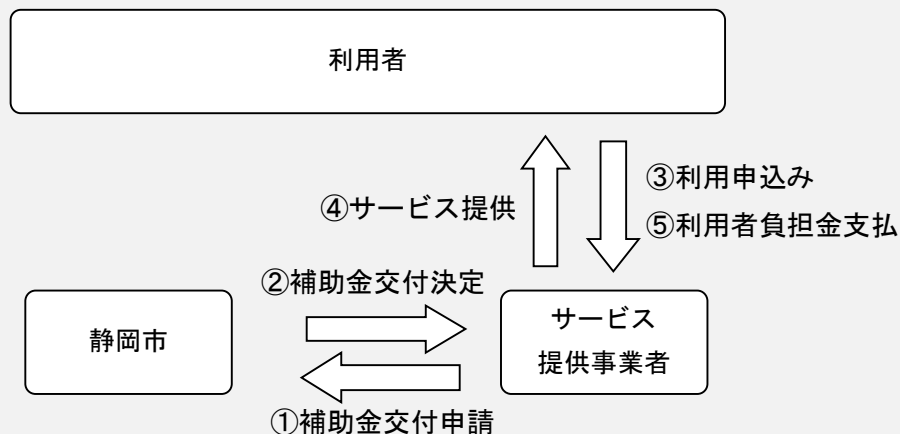 利用者
③利用申込み
④サービス提供
⑤利用者負担金支払
②補助金交付決定
静岡市
サービス
提供事業者
①補助金交付申請